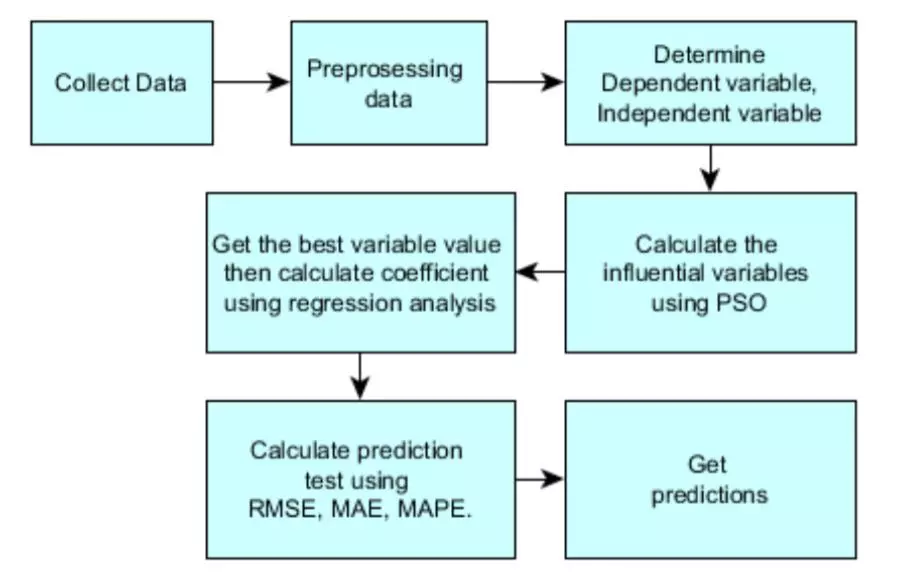 Collect Data
Preprosessing
data
Determine
Dependent variable,
Independent variable
Calculate the
influential variables
using PSO
Get the best variable value
then calculate coefficient
using regression analysis
Calculate prediction
test using
RMSE, MAE, MAPE.
Get
predictions